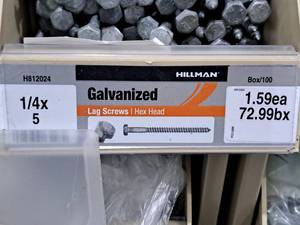 HILLMAN
H812024
Box/100
Galvanized
1/4x
5
Lag Screws | Hex Head
1.59ea
72.99bx